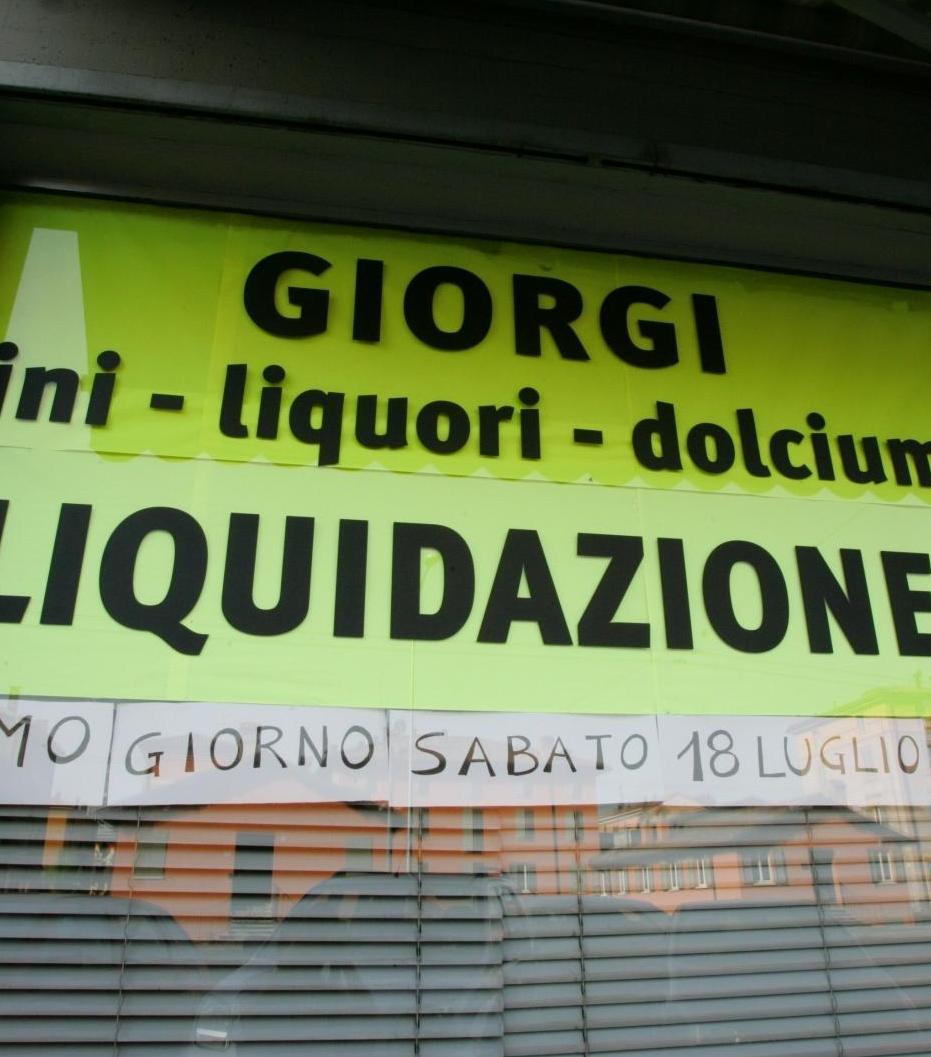 GIORGI
ini - liquori - dolcium
LIQUIDAZIONE
MO GIORNO SABATO 18 LUGLIO